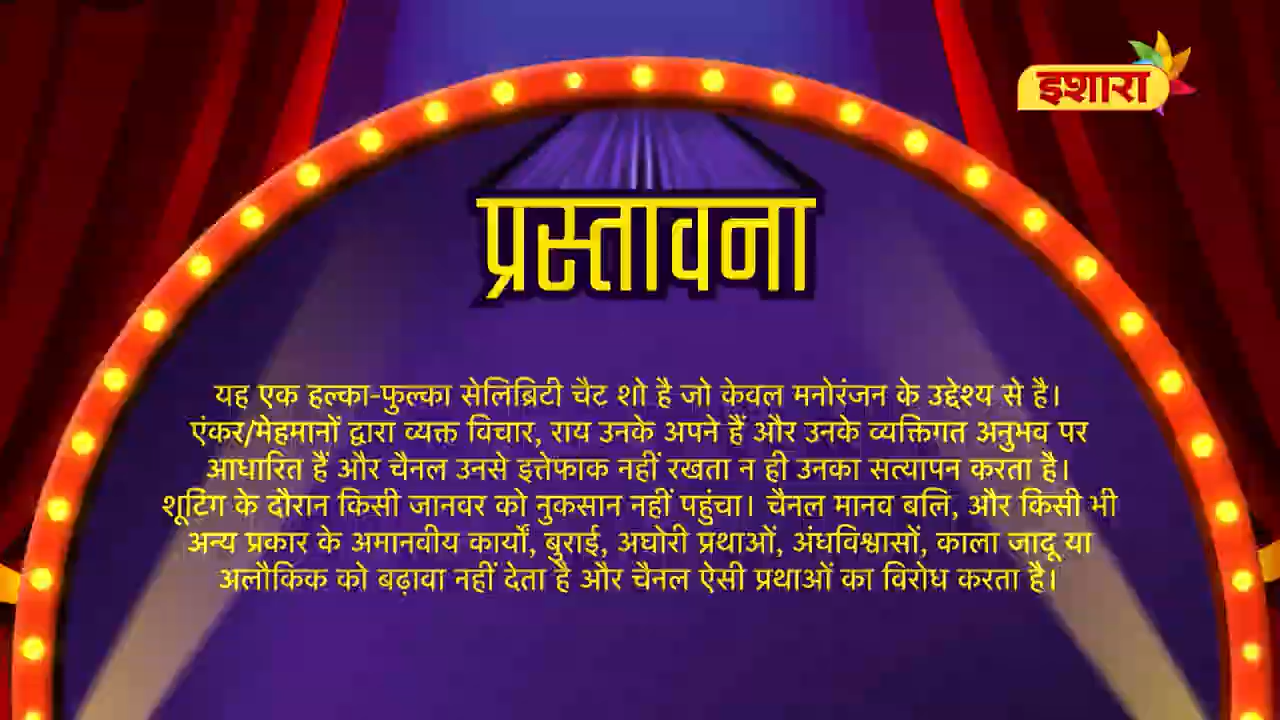 इशारा
प्रस्तावना
यह एक हल्का-फुल्का सेलिब्रिटी चैट शो है जो केवल मनोरंजन के उद्देश्य से है।
एंकर/मेहमानों द्वारा व्यक्त विचार, राय उनके अपने हैं और उनके व्यक्तिगत अनुभव पर
आधारित हैं और चैनल उनसे इत्तेफाक नहीं रखता न ही उनका सत्यापन करता है।
शूटिंग के दौरान किसी जानवर को नुकसान नहीं पहुंचा। चैनल मानव बलि, और किसी भी
अन्य प्रकार के अमानवीय कार्यों, बुराई, अघोरी प्रथाओं, अंधविश्वासों, काला जादू या
अलौकिक को बढ़ावा नहीं देता है और चैनल ऐसी प्रथाओं का विरोध करता है।